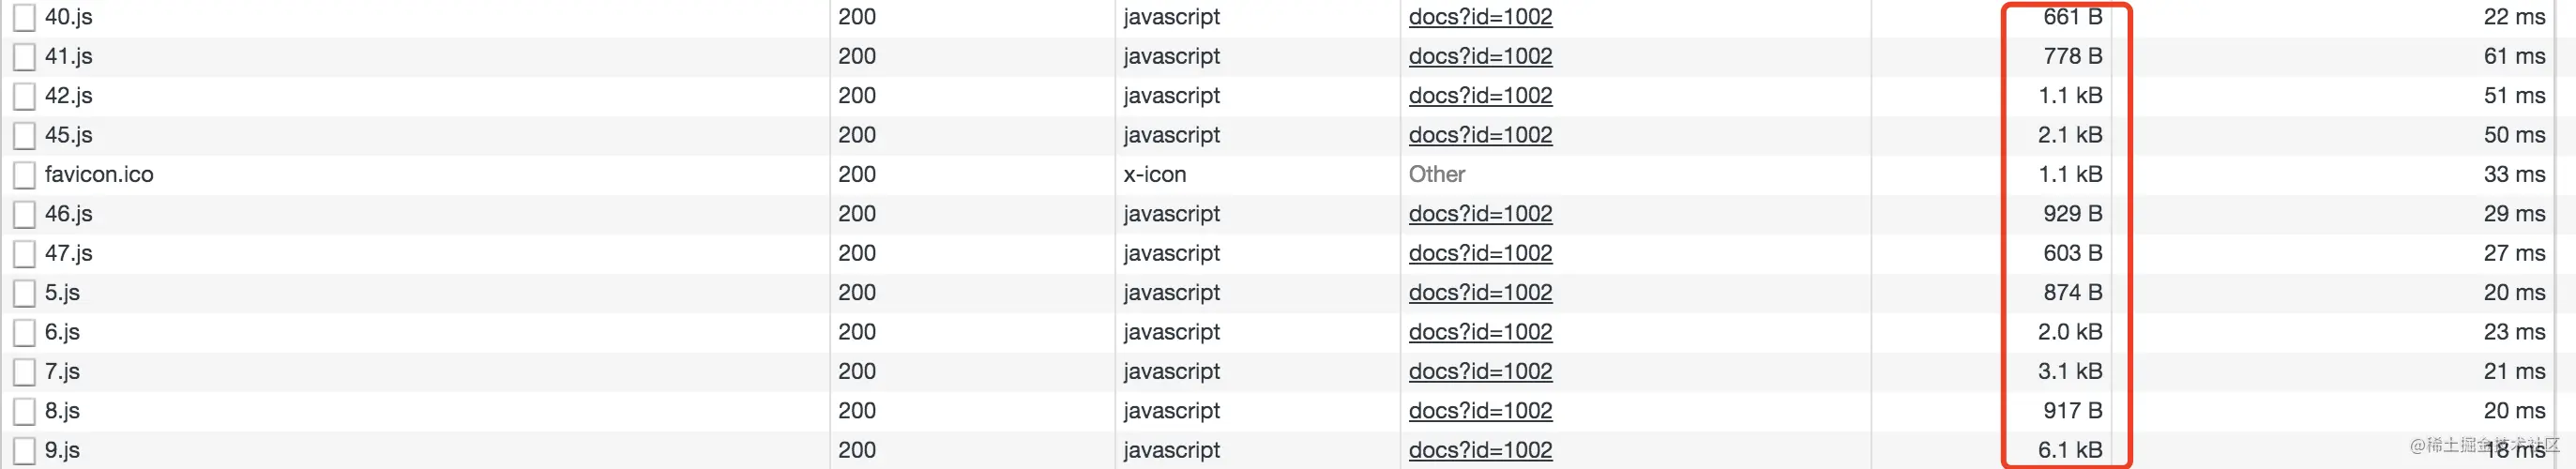 40.js 200 javascript docs?id=1002 661 B 22 ms
41.js 200 javascript docs?id=1002 778 B 61 ms
42.js 200 javascript docs?id=1002 1.1 kB 51 ms
45.js 200 javascript docs?id=1002 2.1 kB 50 ms
favicon.ico 200 x-icon Other 1.1 kB 33 ms
46.js 200 javascript docs?id=1002 929 B 29 ms
47.js 200 javascript docs?id=1002 603 B 27 ms
5.js 200 javascript docs?id=1002 874 B 20 ms
6.js 200 javascript docs?id=1002 2.0 kB 23 ms
7.js 200 javascript docs?id=1002 3.1 kB 21 ms
8.js 200 javascript docs?id=1002 917 B 20 ms
9.js 200 javascript docs?id=1002 6.1 kB 18 ms
@稀土掘金技术社区